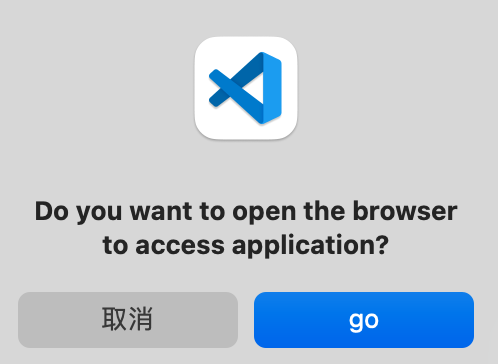 Do you want to open the browser
to access application?
取消
go